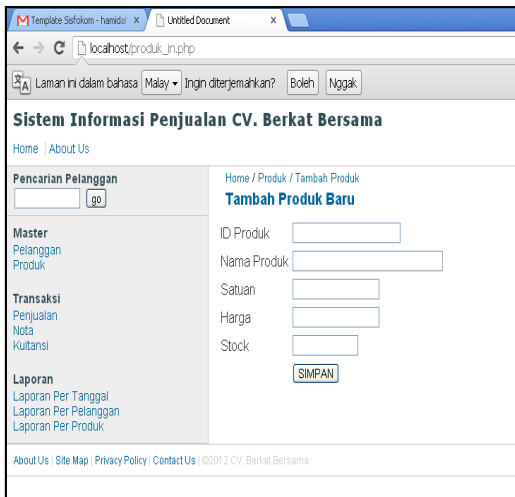 Template Sisfokom - hamidal
Untitled Document
localhost/produk_in.php
Laman ini dalam bahasa Malay Ingin diterjemahkan? Boleh Nggak
Sistem Informasi Penjualan CV. Berkat Bersama
Home | About Us
Pencarian Pelanggan
go
Master
Pelanggan
Produk
Transaksi
Penjualan
Nota
Kuitansi
Laporan
Laporan Per Tanggal
Laporan Per Pelanggan
Laporan Per Produk
Home / Produk / Tambah Produk
Tambah Produk Baru
ID Produk
Nama Produk
Satuan
Harga
Stock
SIMPAN
About Us | Site Map | Privacy Policy | Contact Us | ©2012 CV. Berkat Bersama